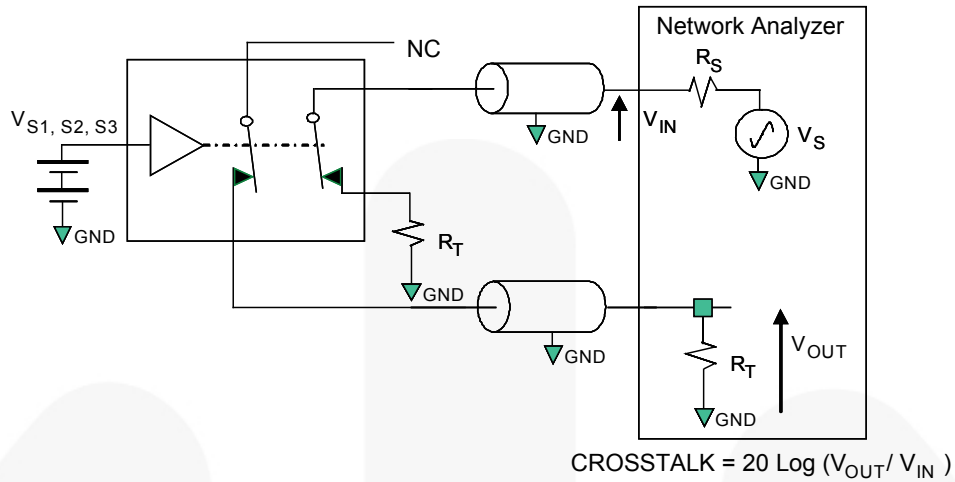 Network Analyzer
NC
R_S
V_S1, S2, S3
GND
V_IN
V_S
GND
GND
R_T
GND
GND
R_T
V_OUT
GND
CROSSTALK = 20 Log (V_OUT / V_IN )